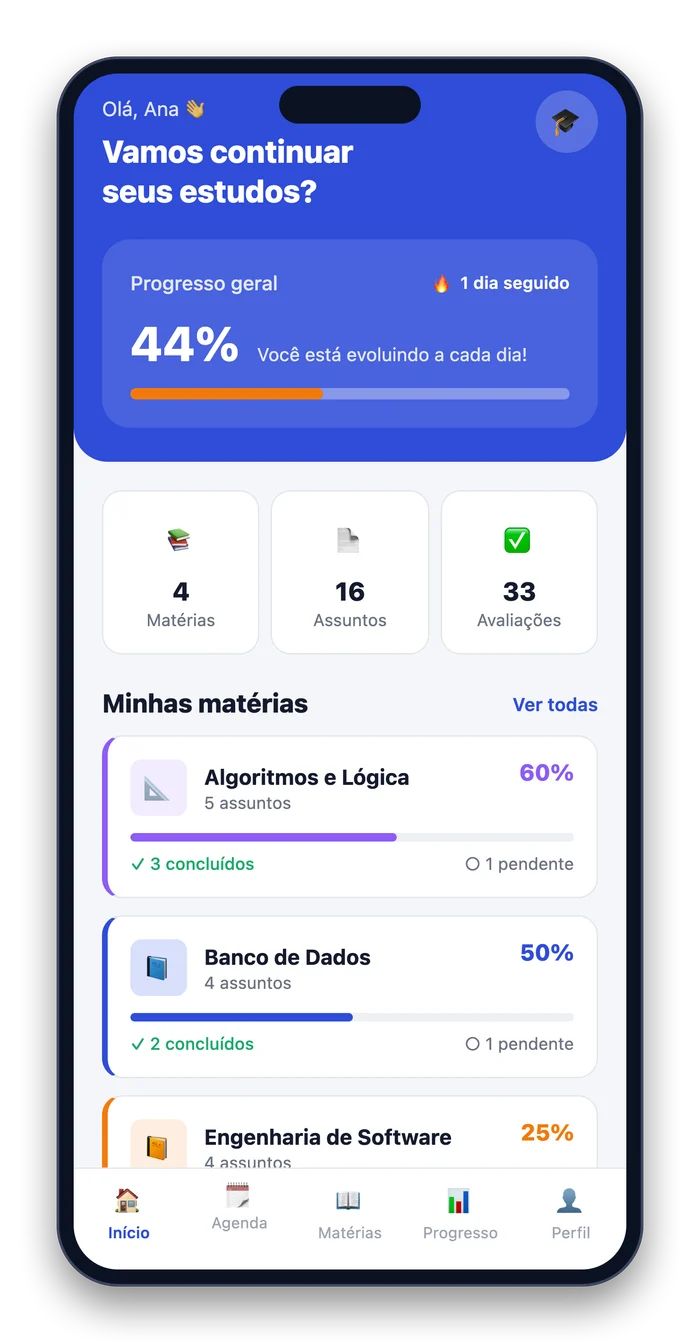 Olá, Ana 👋
Vamos continuar
seus estudos?
Progresso geral
🔥 1 dia seguido
44% Você está evoluindo a cada dia!
4
Matérias
16
Assuntos
33
Avaliações
Minhas matérias
Ver todas
Algoritmos e Lógica
60%
5 assuntos
✓ 3 concluídos
○ 1 pendente
Banco de Dados
50%
4 assuntos
✓ 2 concluídos
○ 1 pendente
Engenharia de Software
25%
4 assuntos
Início
Agenda
Matérias
Progresso
Perfil